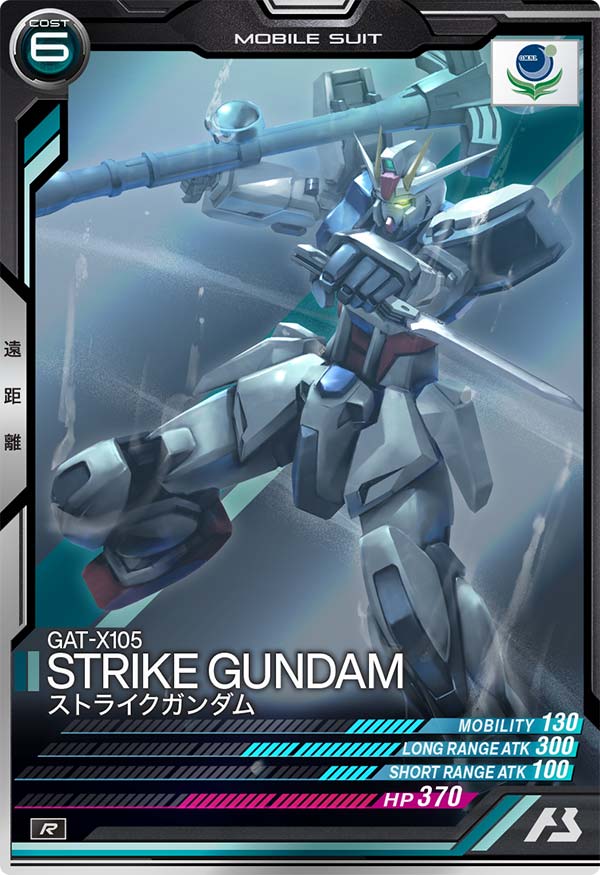 COST
6
MOBILE SUIT
O.M.N.I.
遠距離
GAT-X105
STRIKE GUNDAM
ストライクガンダム
MOBILITY 130
LONG RANGE ATK 300
SHORT RANGE ATK 100
HP 370
R